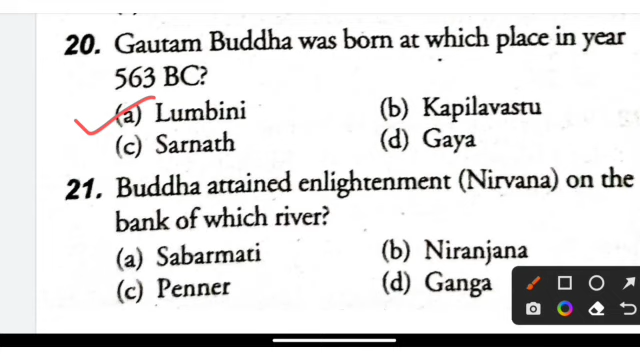 20. Gautam Buddha was born at which place in year
563 BC?
(a) Lumbini (b) Kapilavastu
(c) Sarnath (d) Gaya
21. Buddha attained enlightenment (Nirvana) on the
bank of which river?
(a) Sabarmati (b) Niranjana
(c) Penner (d) Ganga